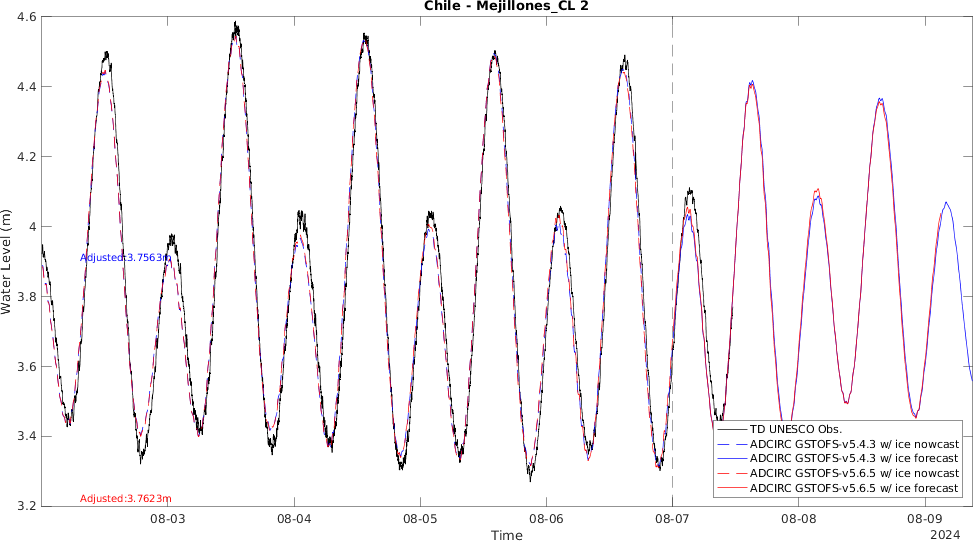 Chile - Mejillones_CL 2
4.6
4.4
4.2
4
3.8
3.6
3.4
3.2
Water Level (m)
Adjusted:3.7563m
Adjusted:3.7623m
TD UNESCO Obs.
ADCIRC GSTOFS-v5.4.3 w/ ice nowcast
ADCIRC GSTOFS-v5.4.3 w/ ice forecast
ADCIRC GSTOFS-v5.6.5 w/ ice nowcast
ADCIRC GSTOFS-v5.6.5 w/ ice forecast
08-03 08-04 08-05 08-06 08-07 08-08 08-09
Time
2024